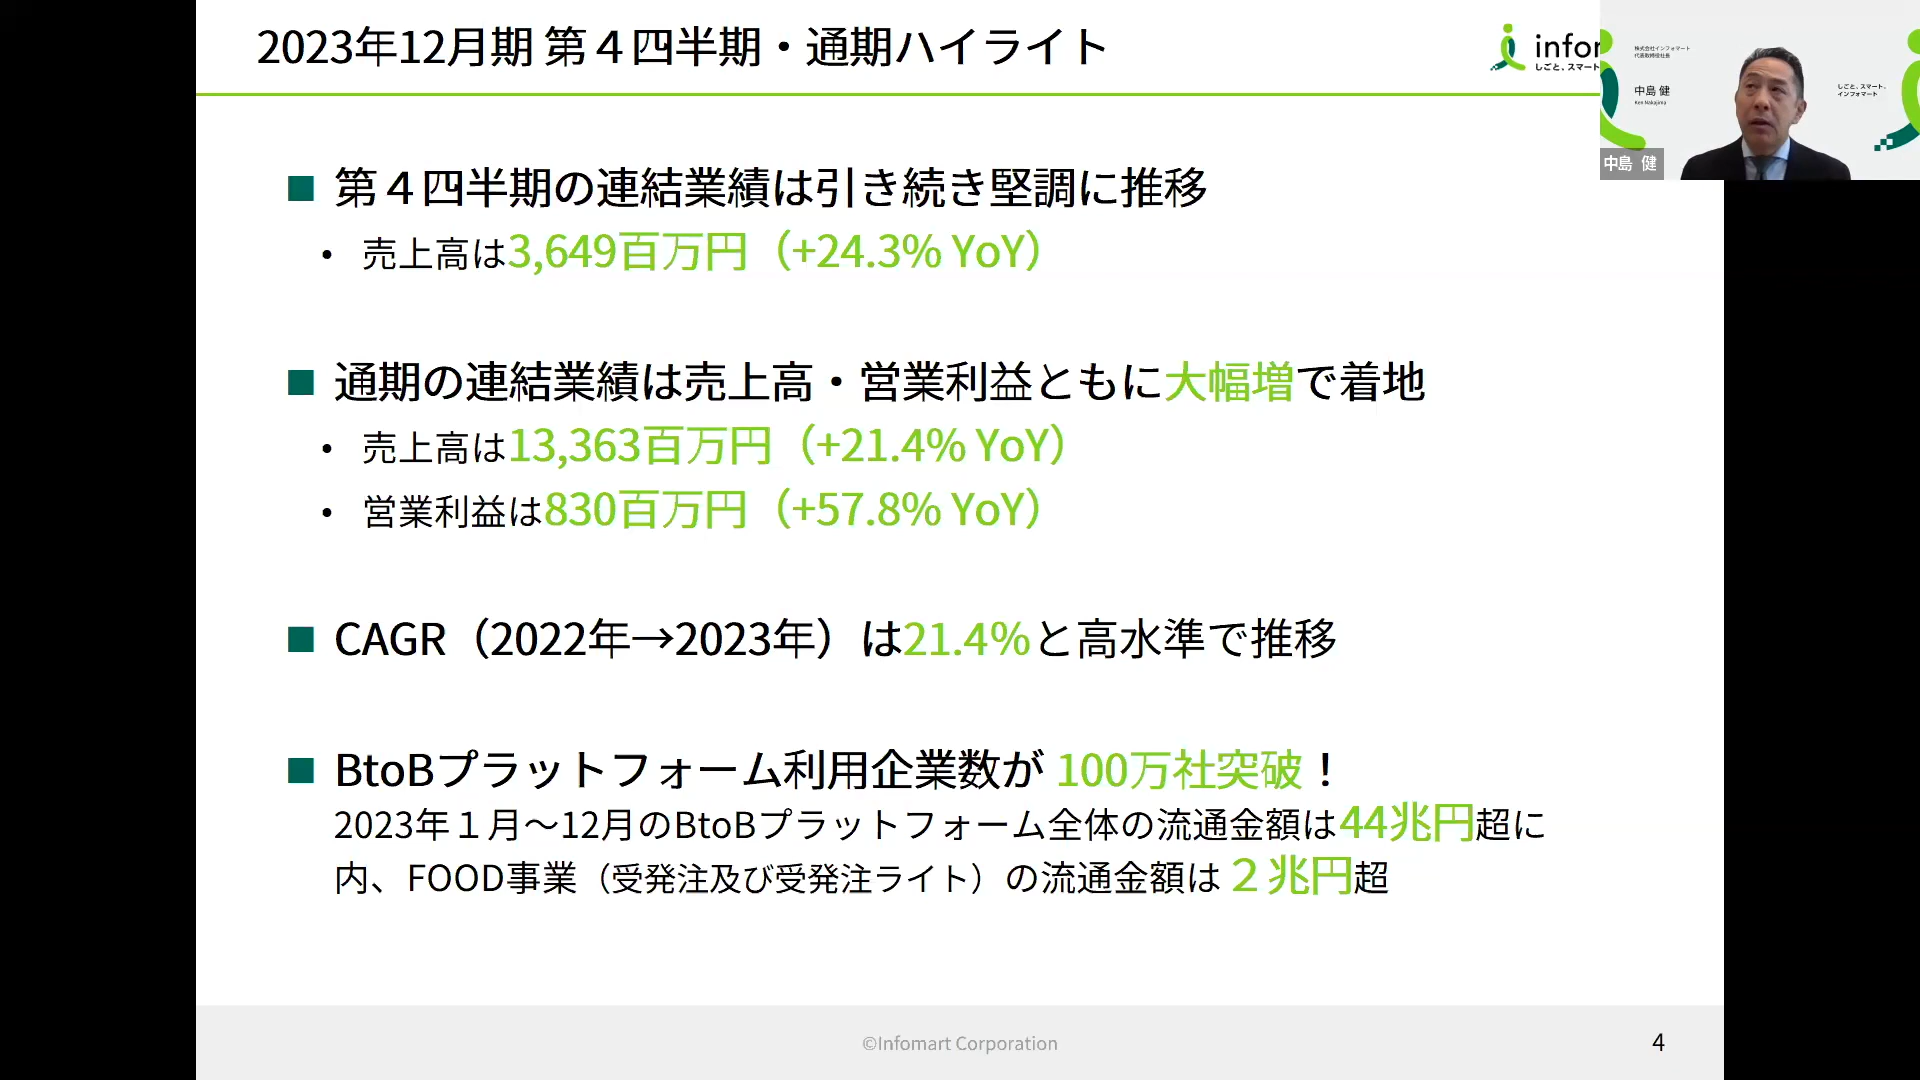 2023年12月期 第４四半期・通期ハイライト
infor
しごと、スマート
株式会社インフォマート
代表取締役社長
中島 健
Ken Nakajima
しごと、スマート。
インフォマート
中島 健
■ 第４四半期の連結業績は引き続き堅調に推移
• 売上高は3,649百万円（+24.3% YoY）
■ 通期の連結業績は売上高・営業利益ともに大幅増で着地
• 売上高は13,363百万円（+21.4% YoY）
• 営業利益は830百万円（+57.8% YoY）
■ CAGR（2022年→2023年）は21.4%と高水準で推移
■ BtoBプラットフォーム利用企業数が 100万社突破！
2023年１月～12月のBtoBプラットフォーム全体の流通金額は44兆円超に
内、FOOD事業（受発注及び受発注ライト）の流通金額は２兆円超
©Infomart Corporation
4